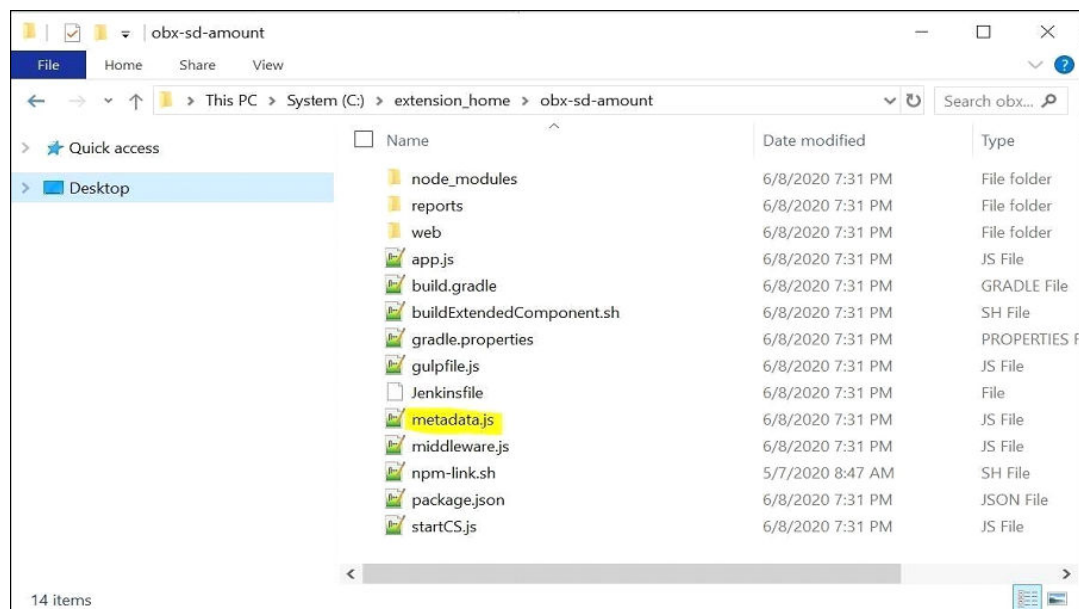 obx-sd-amount
File Home Share View
This PC > System (C:) > extension_home > obx-sd-amount Search obx...
Quick access
Desktop
Name Date modified Type
node_modules 6/8/2020 7:31 PM File folder
reports 6/8/2020 7:31 PM File folder
web 6/8/2020 7:31 PM File folder
app.js 6/8/2020 7:31 PM JS File
build.gradle 6/8/2020 7:31 PM GRADLE File
buildExtendedComponent.sh 6/8/2020 7:31 PM SH File
gradle.properties 6/8/2020 7:31 PM PROPERTIES F
gulpfile.js 6/8/2020 7:31 PM JS File
Jenkinsfile 6/8/2020 7:31 PM File
metadata.js 6/8/2020 7:31 PM JS File
middleware.js 6/8/2020 7:31 PM JS File
npm-link.sh 5/7/2020 8:47 AM SH File
package.json 6/8/2020 7:31 PM JSON File
startCS.js 6/8/2020 7:31 PM JS File
14 items